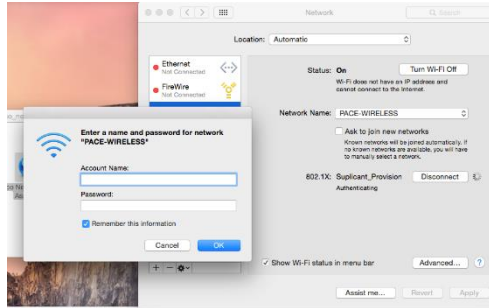 Network
Search
Location: Automatic
Ethernet
Not Connected
FireWire
Not Connected
Status: On
Turn Wi-Fi Off
Wi-Fi does not have an IP address and
cannot connect to the Internet.
Network Name: PACE-WIRELESS
Ask to join new networks
Known networks will be joined automatically. If
no known networks are available, you will have
to manually select a network.
802.1X: Suplicant_Provision
Disconnect
Authenticating
Enter a name and password for network
"PACE-WIRELESS"
Account Name:
Password:
Remember this information
Cancel
OK
Show Wi-Fi status in menu bar
Advanced...
?
Assist me...
Revert
Apply